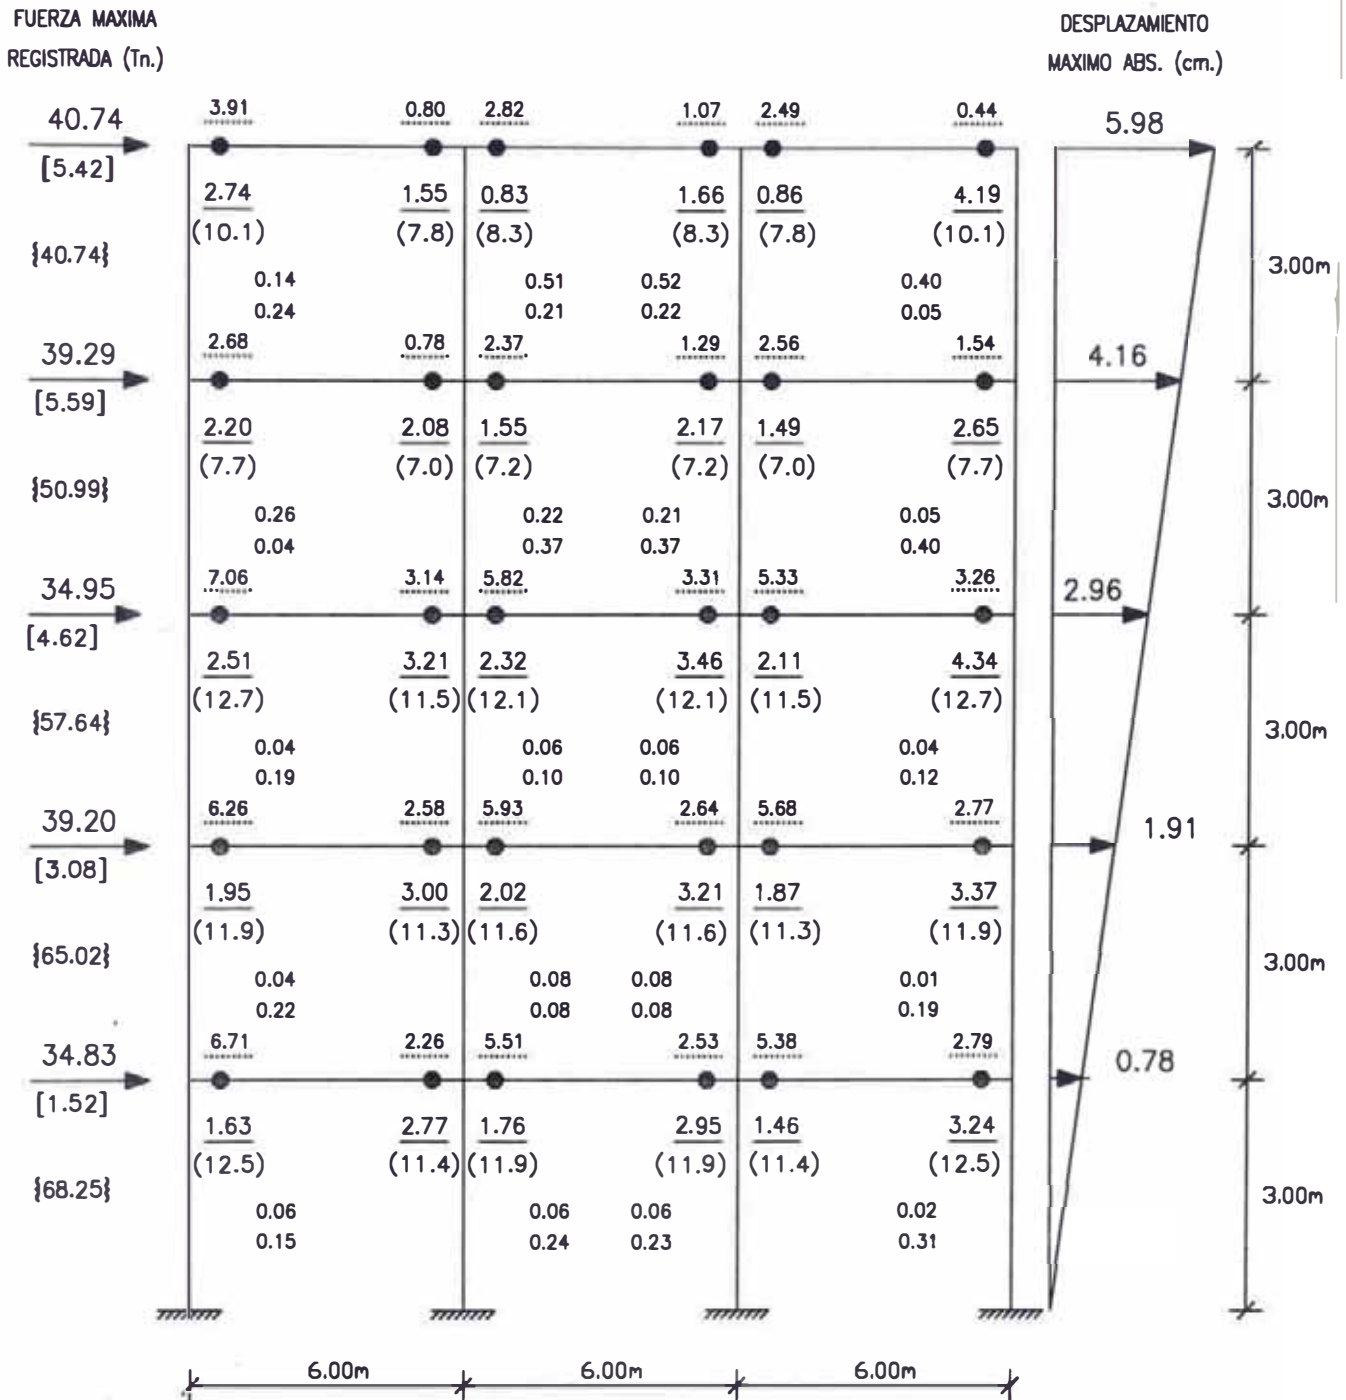 FUERZA MAXIMA
REGISTRADA (Tn.)
DESPLAZAMIENTO
MAXIMO ABS. (cm.)
40.74 3.91 0.80 2.82 1.07 2.49 0.44 5.98
[5.42] 2.74 1.55 0.83 1.66 0.86 4.19
(10.1) (7.8) (8.3) (8.3) (7.8) (10.1)
{40.74} 3.00m
0.14 0.51 0.52 0.40
0.24 0.21 0.22 0.05
39.29 2.68 0.78 2.37 1.29 2.56 1.54 4.16
[5.59] 2.20 2.08 1.55 2.17 1.49 2.65
(7.7) (7.0) (7.2) (7.2) (7.0) (7.7)
{50.99} 3.00m
0.26 0.22 0.21 0.05
0.04 0.37 0.37 0.40
34.95 7.06 3.14 5.82 3.31 5.33 3.26 2.96
[4.62] 2.51 3.21 2.32 3.46 2.11 4.34
(12.7) (11.5) (12.1) (12.1) (11.5) (12.7)
{57.64} 3.00m
0.04 0.06 0.06 0.04
0.19 0.10 0.10 0.12
39.20 6.26 2.58 5.93 2.64 5.68 2.77 1.91
[3.08] 1.95 3.00 2.02 3.21 1.87 3.37
(11.9) (11.3) (11.6) (11.6) (11.3) (11.9)
{65.02} 3.00m
0.04 0.08 0.08 0.01
0.22 0.08 0.08 0.19
34.83 6.71 2.26 5.51 2.53 5.38 2.79 0.78
[1.52] 1.63 2.77 1.76 2.95 1.46 3.24
(12.5) (11.4) (11.9) (11.9) (11.4) (12.5)
{68.25} 3.00m
0.06 0.06 0.06 0.02
0.15 0.24 0.23 0.31
6.00m 6.00m 6.00m